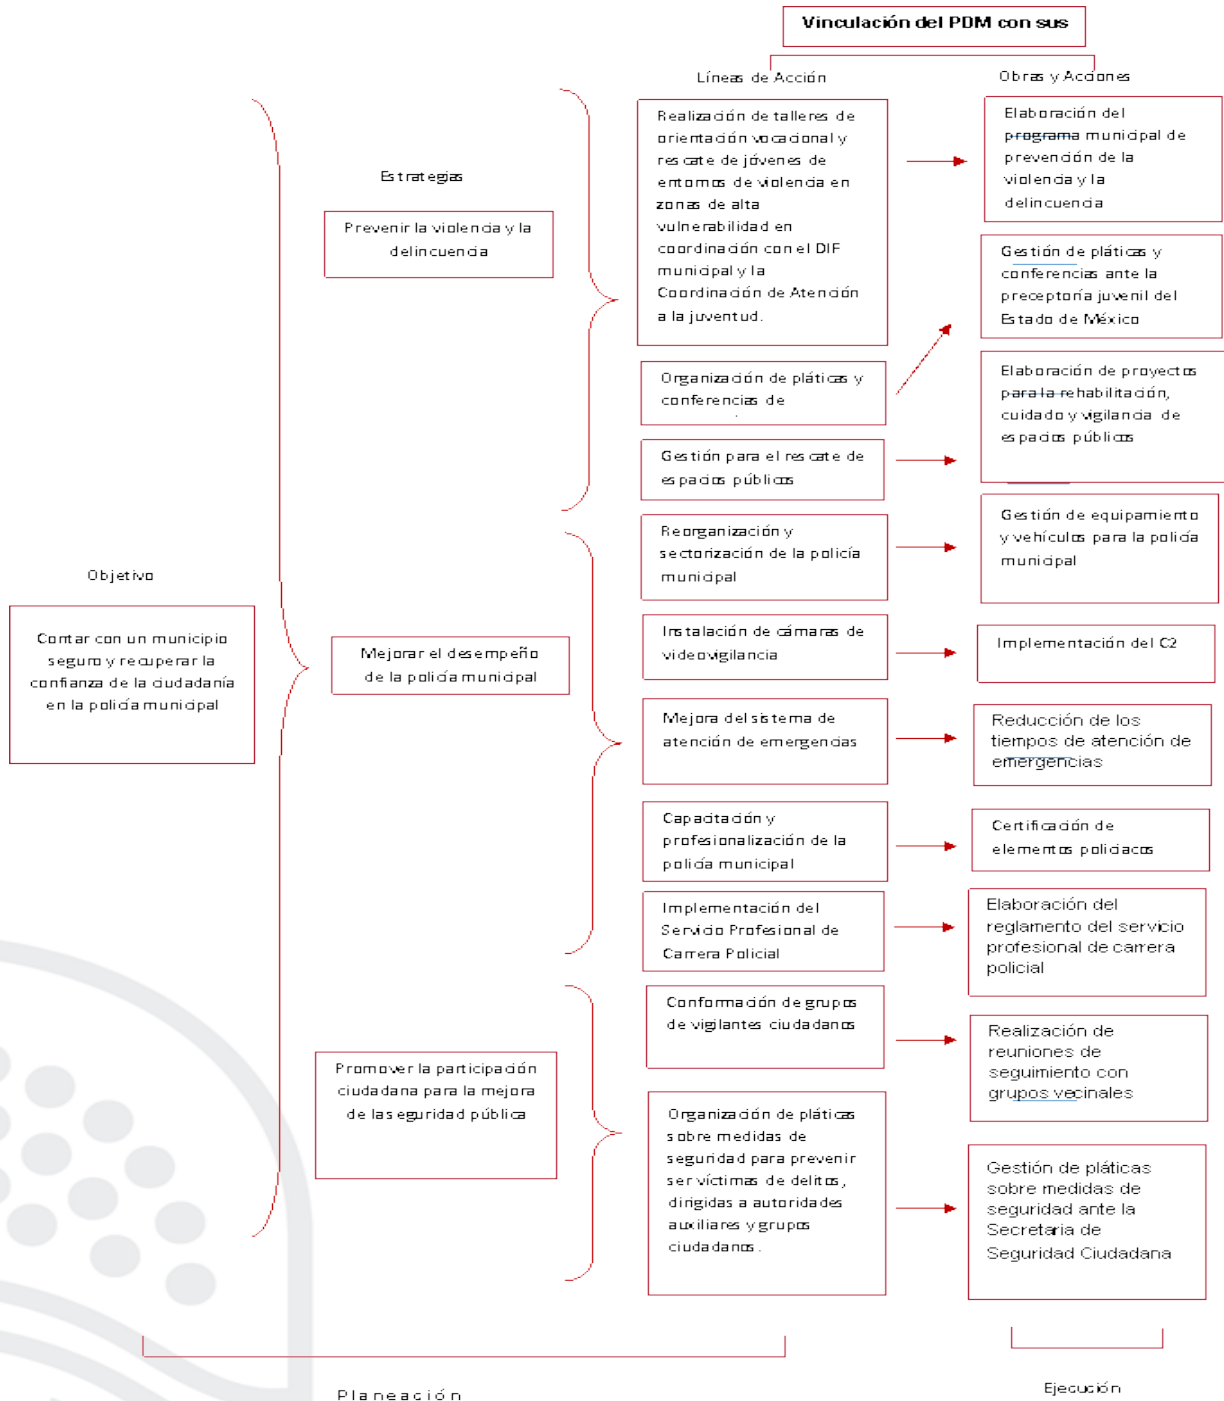 Vinculación del PDM con sus
Líneas de Acción
Obras y Acciones
Estrategias
Objetivo
Contar con un municipio
seguro y recuperar la
confianza de la ciudadanía
en la policía municipal
Prevenir la violencia y la
delincuencia
Realización de talleres de
orientación vocacional y
rescate de jóvenes de
entornos de violencia en
zonas de alta
vulnerabilidad en
coordinación con el DIF
municipal y la
Coordinación de Atención
a la juventud.
Elaboración del
programa municipal de
prevención de la
violencia y la
delincuencia
Organización de pláticas y
conferencias de
Gestión de pláticas y
conferencias ante la
preceptoría juvenil del
Estado de México
Gestión para el rescate de
espacios públicos
Elaboración de proyectos
para la rehabilitación,
cuidado y vigilancia de
espacios públicos
Mejorar el desempeño
de la policía municipal
Reorganización y
sectorización de la policía
municipal
Gestión de equipamiento
y vehículos para la policía
municipal
Instalación de cámaras de
videovigilancia
Implementación del C2
Mejora del sistema de
atención de emergencias
Reducción de los
tiempos de atención de
emergencias
Capacitación y
profesionalización de la
policía municipal
Certificación de
elementos policiacos
Implementación del
Servicio Profesional de
Carrera Policial
Elaboración del
reglamento del servicio
profesional de carrera
policial
Promover la participación
ciudadana para la mejora
de la seguridad pública
Conformación de grupos
de vigilantes ciudadanos
Realización de
reuniones de
seguimiento con
grupos vecinales
Organización de pláticas
sobre medidas de
seguridad para prevenir
ser víctimas de delitos,
dirigidas a autoridades
auxiliares y grupos
ciudadanos.
Gestión de pláticas
sobre medidas de
seguridad ante la
Secretaria de
Seguridad Ciudadana
Planeación
Ejecución